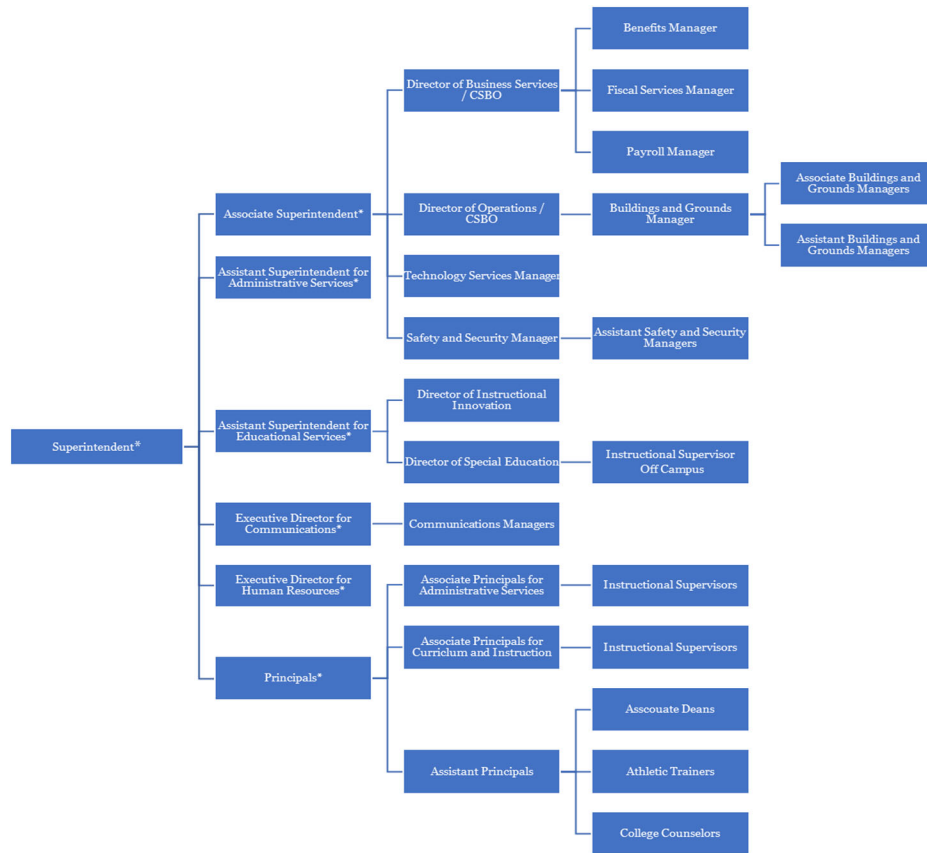 Benefits Manager
Director of Business Services
/ CSBO
Fiscal Services Manager
Payroll Manager
Associate Buildings and
Grounds Managers
Associate Superintendent*
Director of Operations /
CSBO
Buildings and Grounds
Manager
Assistant Buildings and
Grounds Managers
Assistant Superintendent for
Administrative Services*
Technology Services Manager
Safety and Security Manager
Assistant Safety and Security
Managers
Director of Instructional
Innovation
Assistant Superintendent for
Educational Services*
Superintendent*
Director of Special Education
Instructional Supervisor
Off Campus
Executive Director for
Communications*
Communications Managers
Executive Director for
Human Resources*
Associate Principals for
Administrative Services
Instructional Supervisors
Associate Principals for
Curriclum and Instruction
Instructional Supervisors
Principals*
Asscouate Deans
Assistant Principals
Athletic Trainers
College Counselors